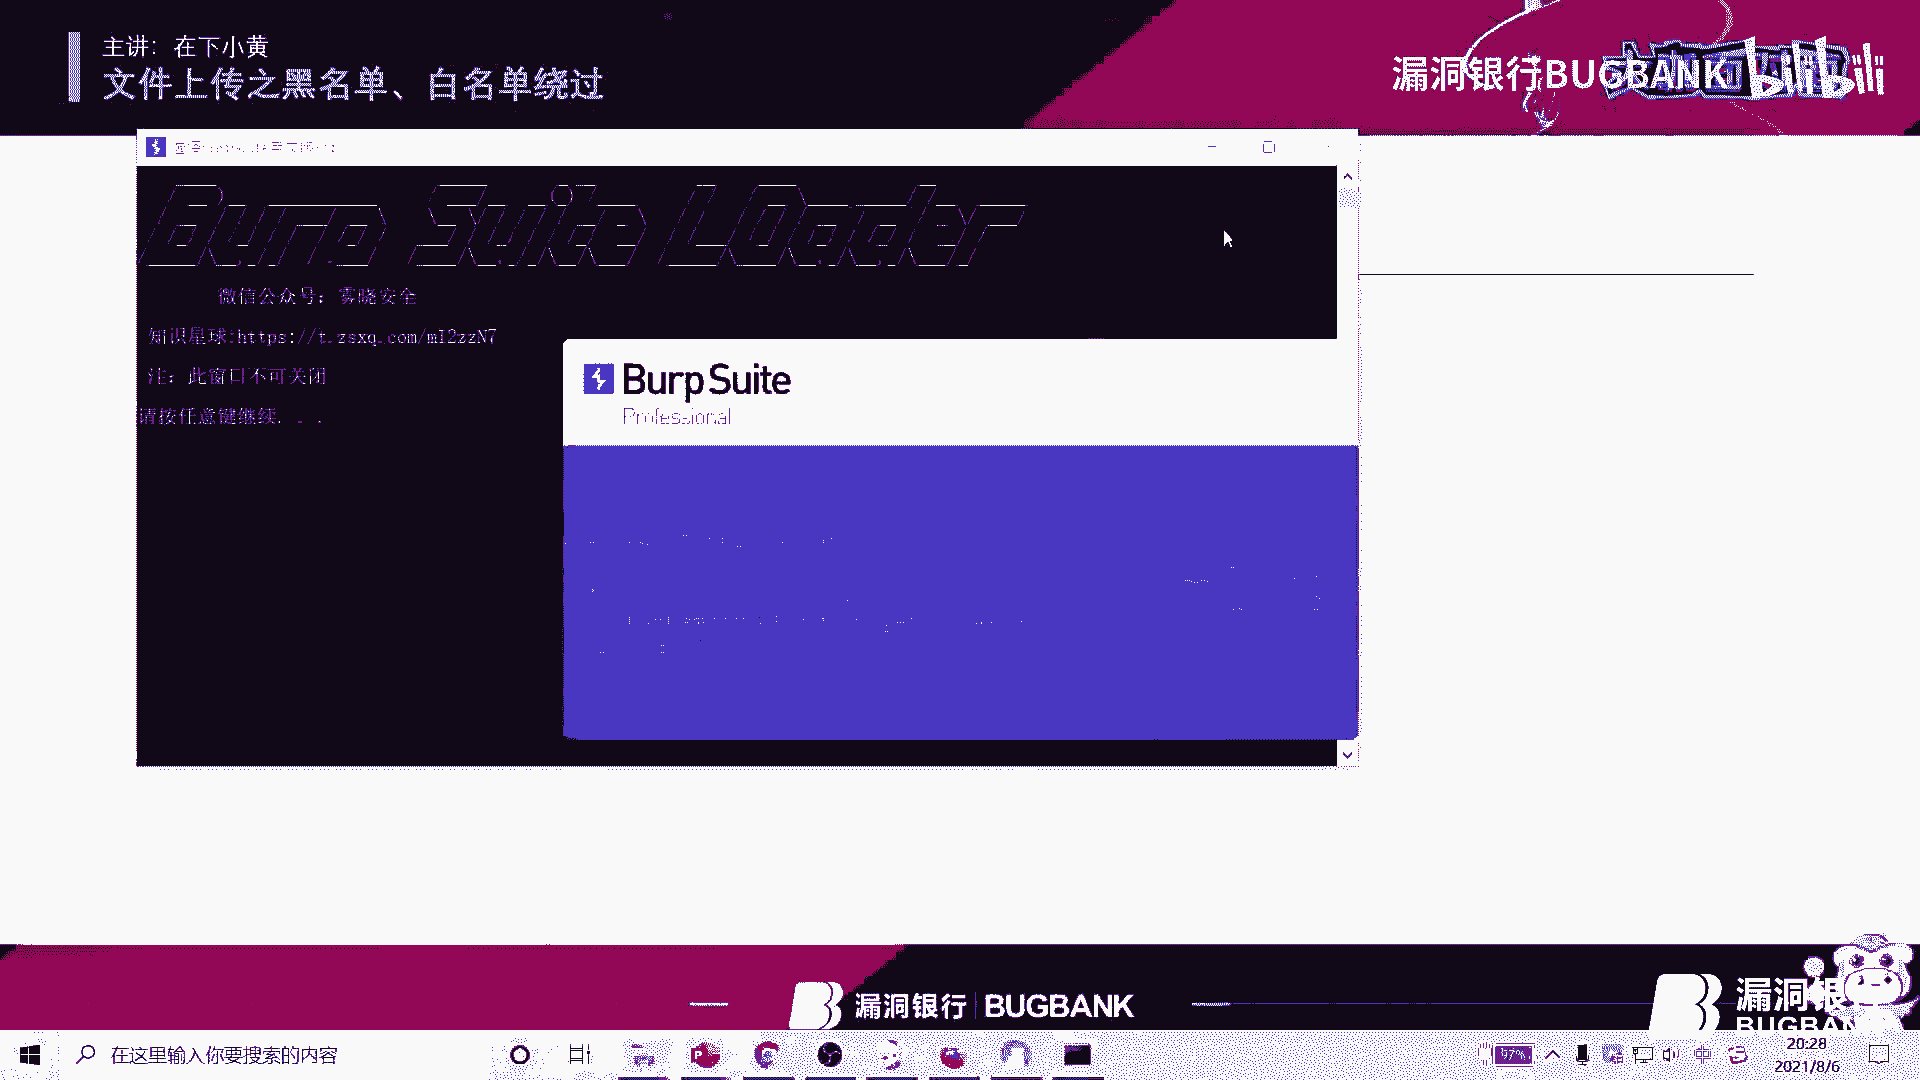 主讲：在下小黄
文件上传之黑名单、白名单绕过
漏洞银行BUGBANK
bilibili
Burp Suite LOader
微信公众号：雾晓安全
知识星球:https://t.zsxq.com/mI2zzN7
注：此窗口不可关闭
请按任意键继续. . .
Burp Suite
Professional
漏洞银行 BUGBANK
漏洞银
BUGBAN
在这里输入你要搜索的内容
97%
中
20:28
2021/8/6